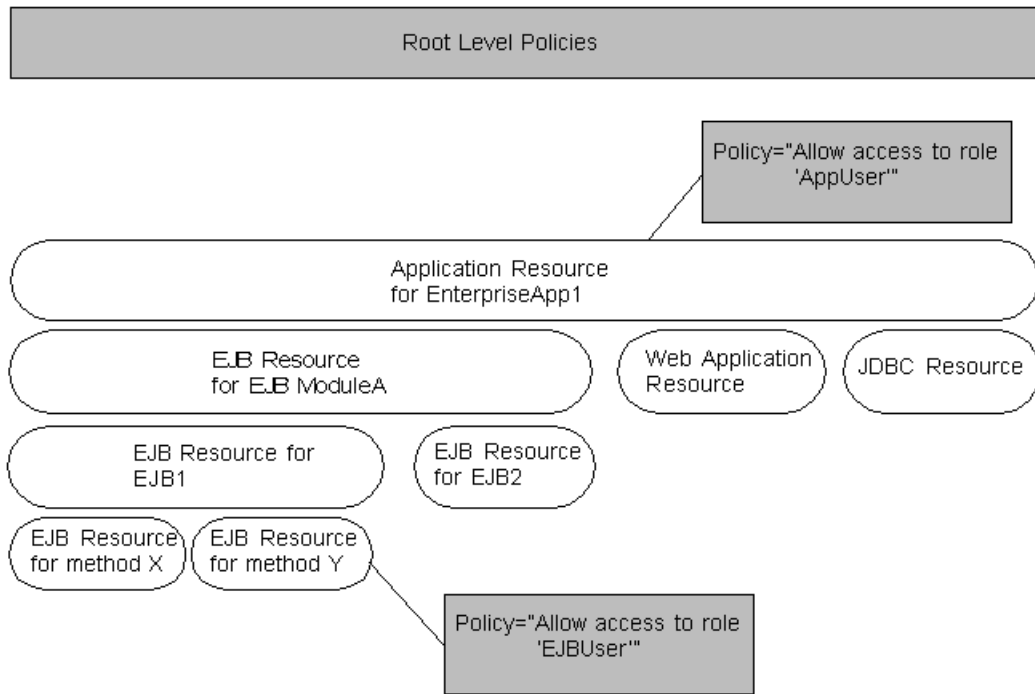 Root Level Policies
Policy="Allow access to role
'AppUser'"
Application Resource
for EnterpriseApp1
EJB Resource
for EJB ModuleA
Web Application
Resource
JDBC Resource
EJB Resource for
EJB1
EJB Resource
for EJB2
EJB Resource
for method X
EJB Resource
for method Y
Policy="Allow access to role
'EJBUser'"